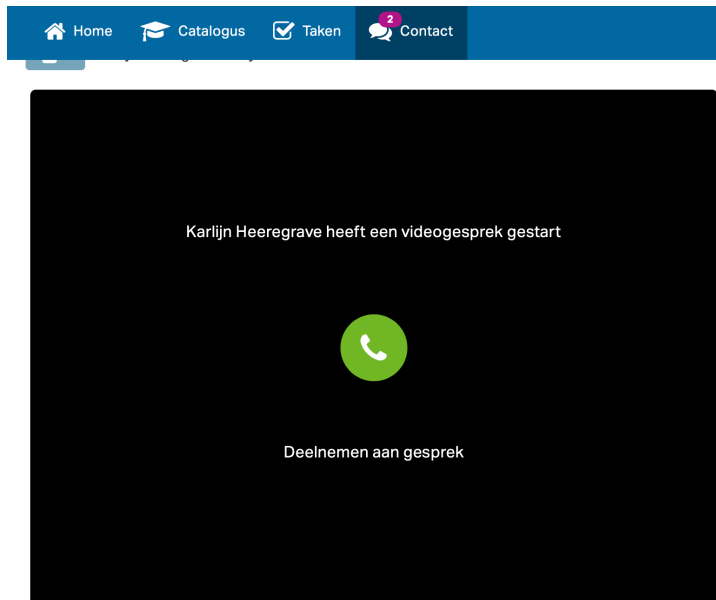 Home
Catalogus
Taken
2
Contact
Karlijn Heeregrave heeft een videogesprek gestart
Deelnemen aan gesprek